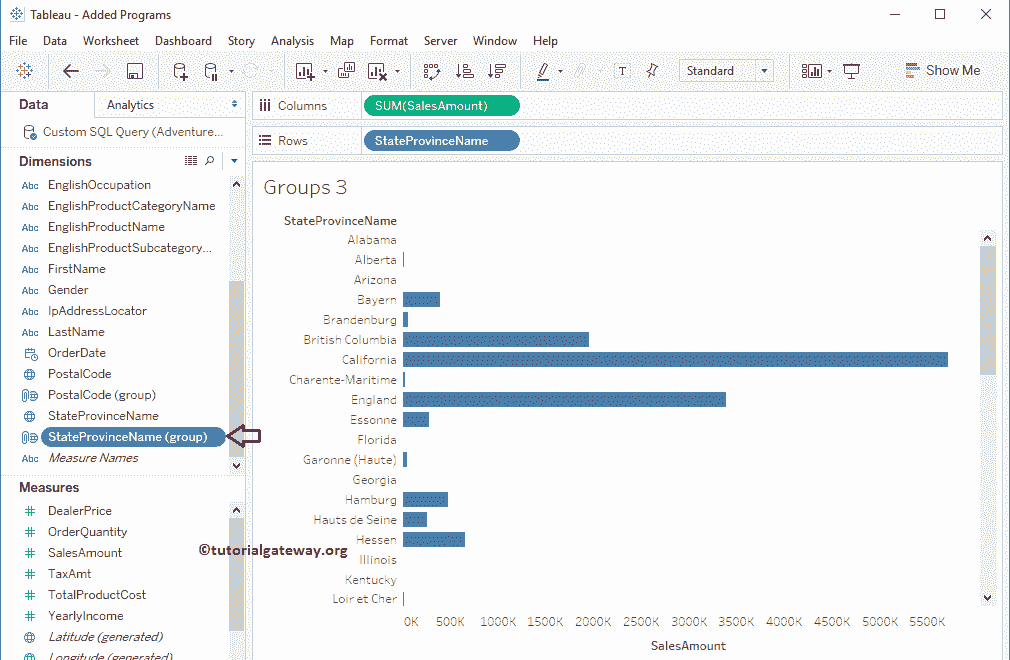 Tableau - Added Programs
File Data Worksheet Dashboard Story Analysis Map Format Server Window Help
T Standard Show Me
Data Analytics
Custom SQL Query (Adventure...
Columns SUM(SalesAmount)
Rows StateProvinceName
Dimensions
Abc EnglishOccupation
Abc EnglishProductCategoryName
Abc EnglishProductName
Abc EnglishProductSubcategory...
Abc FirstName
Abc Gender
Abc IpAddressLocator
Abc LastName
OrderDate
PostalCode
PostalCode (group)
StateProvinceName
StateProvinceName (group)
Abc Measure Names
Measures
DealerPrice
OrderQuantity
SalesAmount
TaxAmt
TotalProductCost
YearlyIncome
Latitude (generated)
Longitude (generated)
Groups 3
StateProvinceName
Alabama
Alberta
Arizona
Bayern
Brandenburg
British Columbia
California
Charente-Maritime
England
Essonne
Florida
Garonne (Haute)
Georgia
Hamburg
Hauts de Seine
Hessen
Illinois
Kentucky
Loir et Cher
0K 500K 1000K 1500K 2000K 2500K 3000K 3500K 4000K 4500K 5000K 5500K
SalesAmount
©tutorialgateway.org